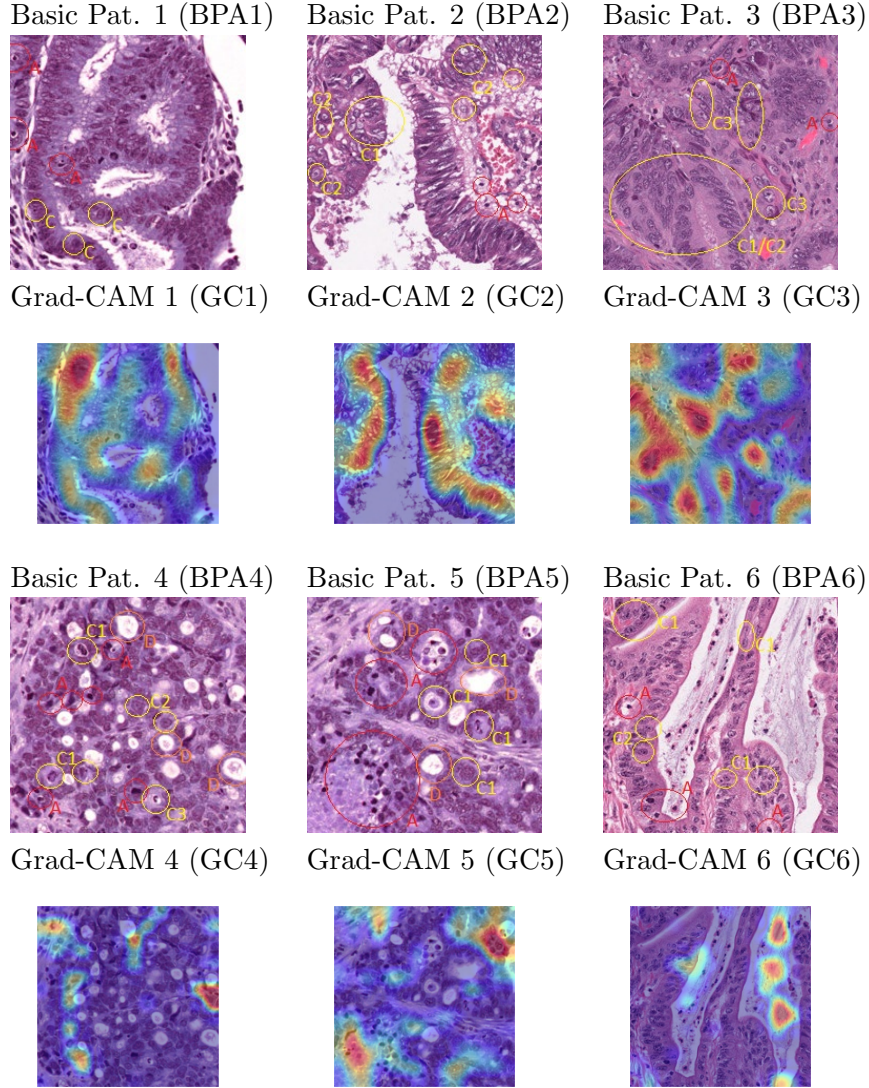 Basic Pat. 1 (BPA1) Basic Pat. 2 (BPA2) Basic Pat. 3 (BPA3)
A
A
A
C
C
C
C2
C2
C2
C1
C2
A
A
A
C3
C3
C1/C2
Grad-CAM 1 (GC1) Grad-CAM 2 (GC2) Grad-CAM 3 (GC3)
Basic Pat. 4 (BPA4) Basic Pat. 5 (BPA5) Basic Pat. 6 (BPA6)
C1
D
A
A
C2
D
C1
D
A
A
C3
D
C1
A
D
C1
C1
D
C1
A
C1
C1
A
C2
C1
A
A
Grad-CAM 4 (GC4) Grad-CAM 5 (GC5) Grad-CAM 6 (GC6)